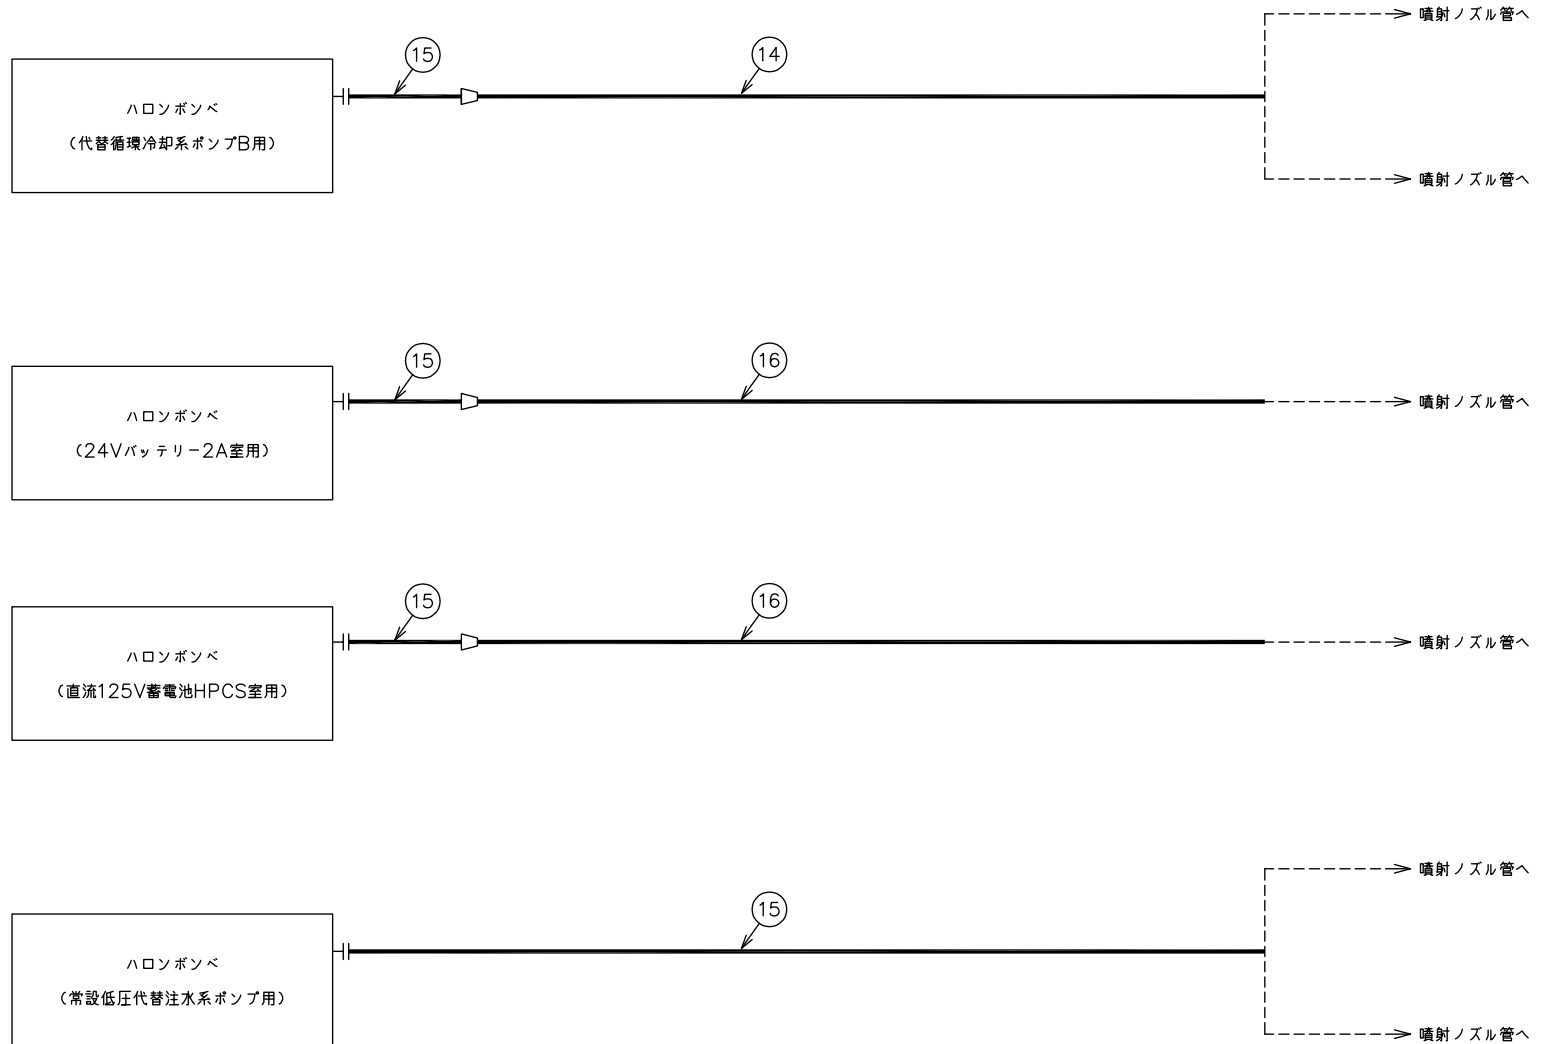 噴射ノズル管へ
15
14
ハロンボンベ
(代替循環冷却系ポンプB用)
噴射ノズル管へ
15
16
ハロンボンベ
(24Vバッテリー2A室用)
噴射ノズル管へ
15
16
ハロンボンベ
(直流125V蓄電池HPCS室用)
噴射ノズル管へ
噴射ノズル管へ
15
ハロンボンベ
(常設低圧代替注水系ポンプ用)
噴射ノズル管へ